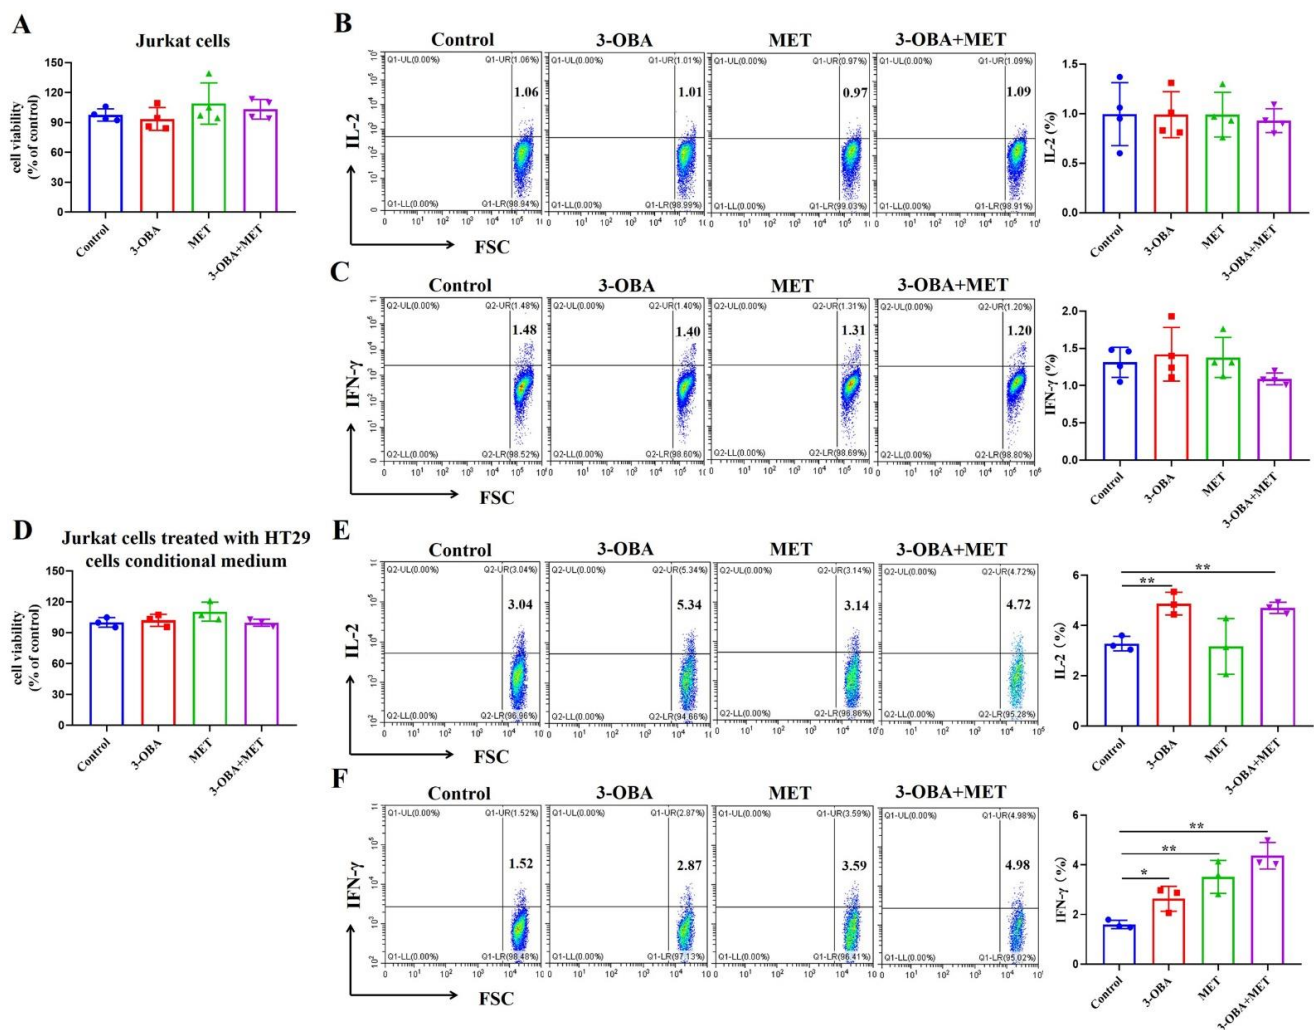 A
Jurkat cells
cell viability
(% of control)
150
120
90
60
30
0
Control
3-OBA
MET
3-OBA+MET
B
Control
3-OBA
MET
3-OBA+MET
Q1-UL(0.00%)
Q1-UR(1.06%)
Q1-UL(0.00%)
Q1-UR(1.01%)
Q1-UL(0.00%)
Q1-UR(0.97%)
Q1-UL(0.00%)
Q1-UR(1.09%)
1.06
1.01
0.97
1.09
IL-2
Q1-LL(0.00%)
Q1-LR(98.94%)
Q1-LL(0.00%)
Q1-LR(98.99%)
Q1-LL(0.00%)
Q1-LR(99.03%)
Q1-LL(0.00%)
Q1-LR(98.91%)
FSC
IL-2 (%)
1.5
1.0
0.5
0.0
Control
3-OBA
MET
3-OBA+MET
C
Control
3-OBA
MET
3-OBA+MET
Q2-UL(0.00%)
Q2-UR(1.48%)
Q2-UL(0.00%)
Q2-UR(1.40%)
Q2-UL(0.00%)
Q2-UR(1.31%)
Q2-UL(0.00%)
Q2-UR(1.20%)
1.48
1.40
1.31
1.20
IFN-γ
Q2-LL(0.00%)
Q2-LR(98.52%)
Q2-LL(0.00%)
Q2-LR(98.60%)
Q2-LL(0.00%)
Q2-LR(98.69%)
Q2-LL(0.00%)
Q2-LR(98.80%)
FSC
IFN-γ (%)
2.0
1.5
1.0
0.5
0.0
Control
3-OBA
MET
3-OBA+MET
D
Jurkat cells treated with HT29
cells conditional medium
cell viability
(% of control)
150
120
90
60
30
0
Control
3-OBA
MET
3-OBA+MET
E
Control
3-OBA
MET
3-OBA+MET
Q2-UL(0.00%)
Q2-UR(3.04%)
Q2-UL(0.00%)
Q2-UR(5.34%)
Q2-UL(0.00%)
Q2-UR(3.14%)
Q2-UL(0.00%)
Q2-UR(4.72%)
3.04
5.34
3.14
4.72
IL-2
Q2-LL(0.00%)
Q2-LR(96.96%)
Q2-LL(0.00%)
Q2-LR(94.66%)
Q2-LL(0.00%)
Q2-LR(96.86%)
Q2-LL(0.00%)
Q2-LR(95.28%)
FSC
IL-2 (%)
6
4
2
0
**
**
Control
3-OBA
MET
3-OBA+MET
F
Control
3-OBA
MET
3-OBA+MET
Q1-UL(0.00%)
Q1-UR(1.52%)
Q1-UL(0.00%)
Q1-UR(2.87%)
Q1-UL(0.00%)
Q1-UR(3.59%)
Q1-UL(0.00%)
Q1-UR(4.98%)
1.52
2.87
3.59
4.98
IFN-γ
Q1-LL(0.00%)
Q1-LR(98.48%)
Q1-LL(0.00%)
Q1-LR(97.13%)
Q1-LL(0.00%)
Q1-LR(96.41%)
Q1-LL(0.00%)
Q1-LR(95.02%)
FSC
IFN-γ (%)
6
4
2
0
**
**
*
Control
3-OBA
MET
3-OBA+MET